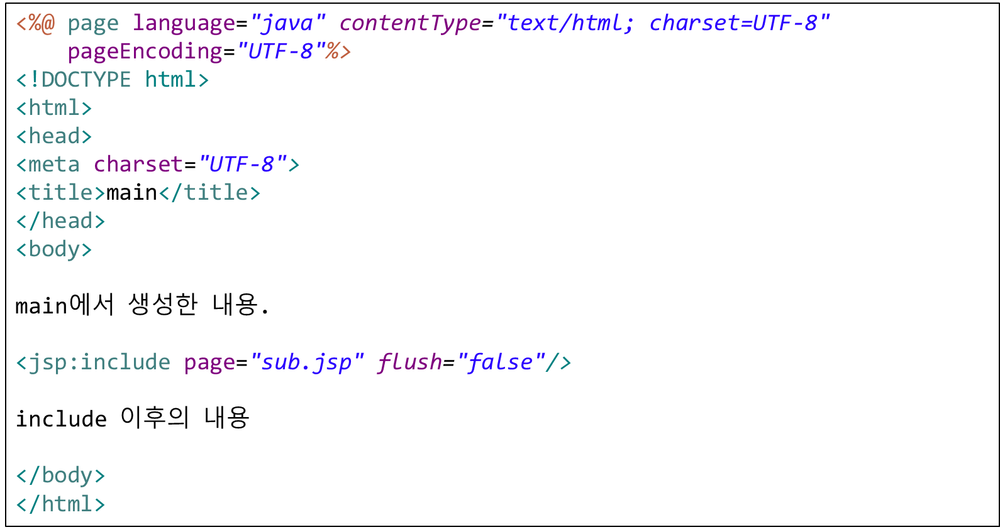 <%@ page language="java" contentType="text/html; charset=UTF-8"
    pageEncoding="UTF-8"%>
<!DOCTYPE html>
<html>
<head>
<meta charset="UTF-8">
<title>main</title>
</head>
<body>

main에서 생성한 내용.

<jsp:include page="sub.jsp" flush="false"/>

include 이후의 내용

</body>
</html>